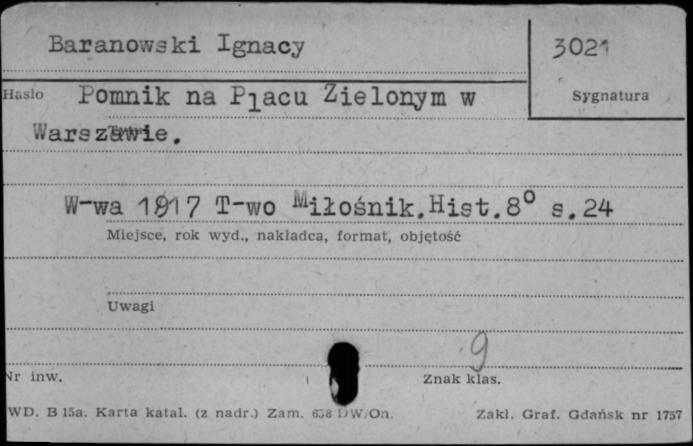 Baranowski Ignacy
3021
Hasło Pomnik na Placu Zielonym w
Sygnatura
Warszawie.
W-wa 1917 T-wo Miłośnik.Hist.8° s.24
Miejsce, rok wyd., nakładca, format, objętość
Uwagi
9
Nr inw.
Znak klas.
WD. B 15a. Karta katal. (z nadr.) Zam. 638 DW/On. Zakł. Graf. Gdańsk nr 1757